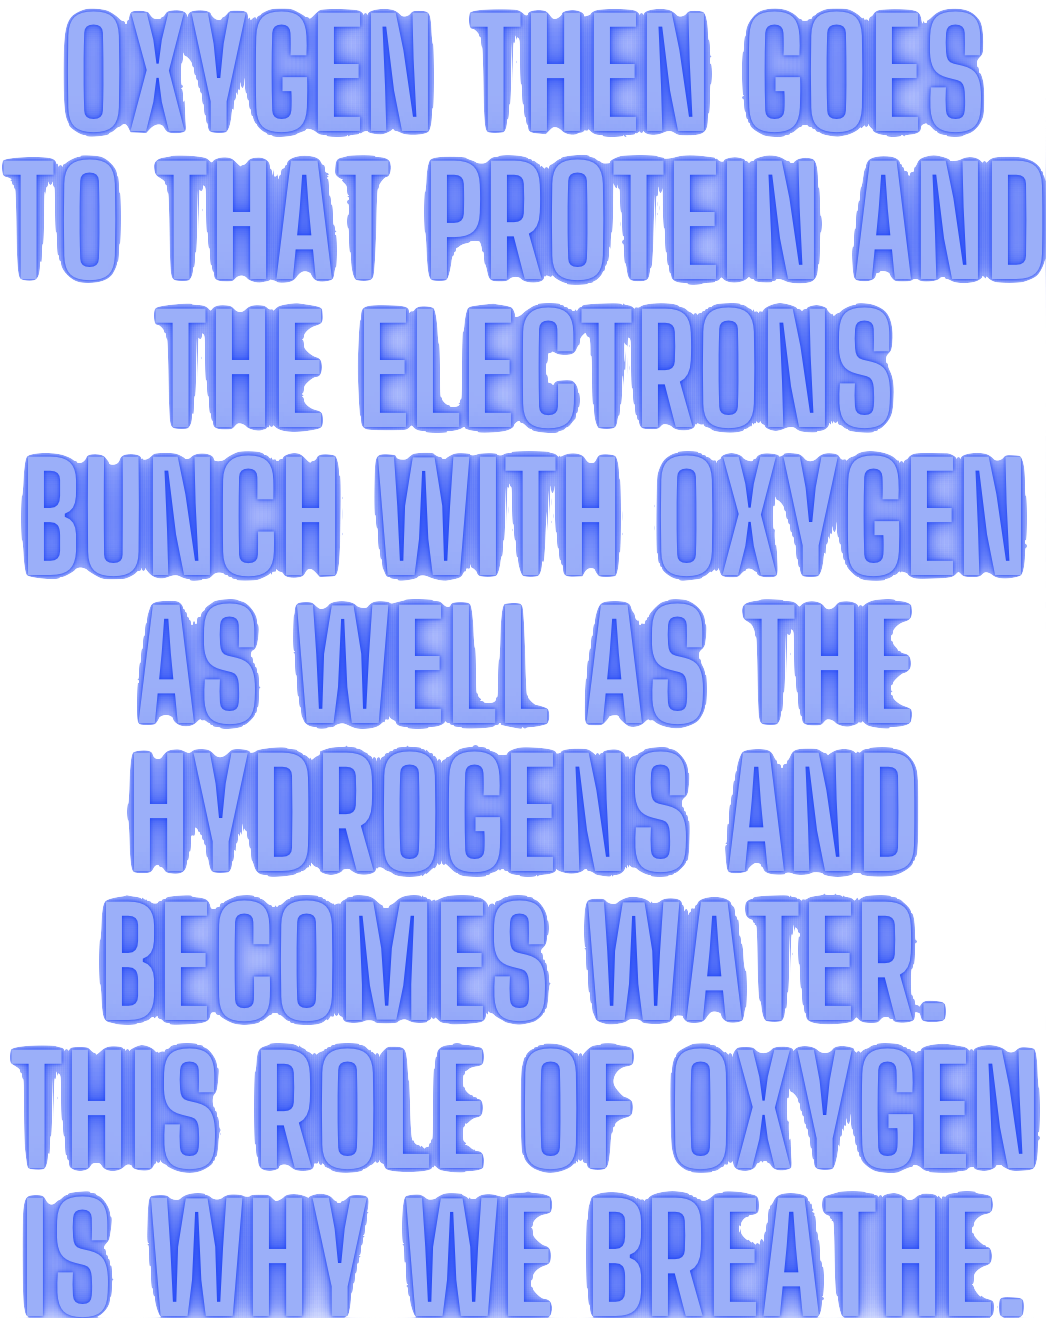 OXYGEN THEN GOES
TO THAT PROTEIN AND
THE ELECTRONS
BUNCH WITH OXYGEN
AS WELL AS THE
HYDROGENS AND
BECOMES WATER.
THIS ROLE OF OXYGEN
IS WHY WE BREATHE.